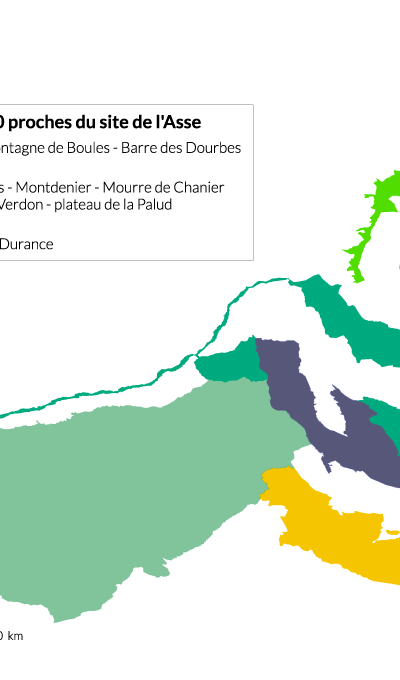 proches du site de l'Asse
ntagne de Boules - Barre des Dourbes
s - Montdenier - Mourre de Chanier
Verdon - plateau de la Palud
Durance
0 km